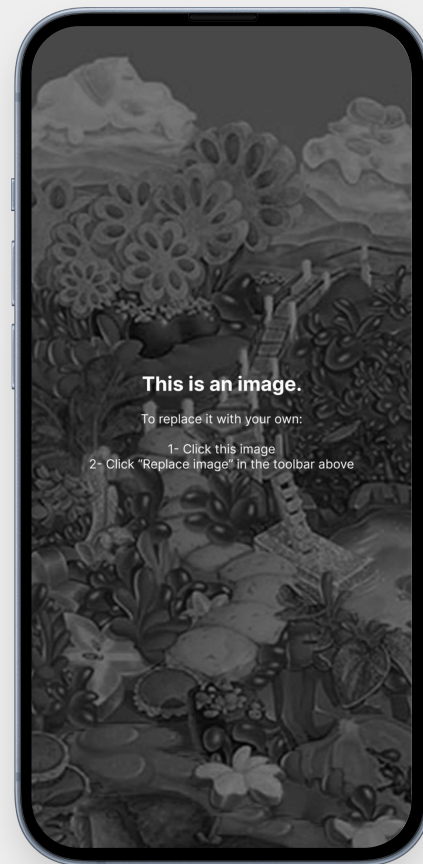 This is an image.
To replace it with your own:
1- Click this image
2- Click “Replace image” in the toolbar above